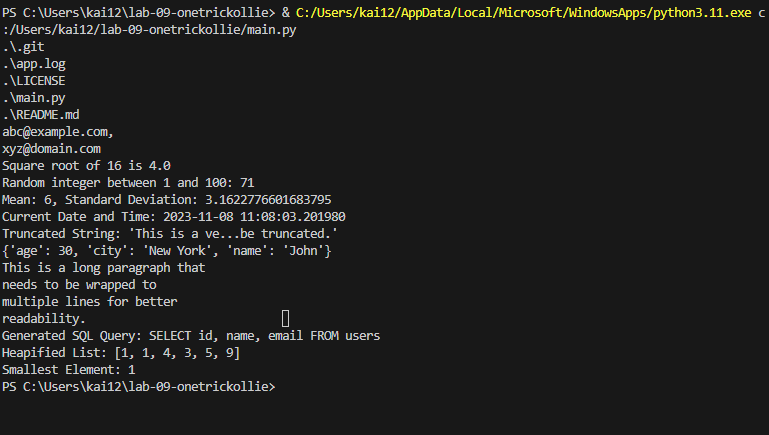 PS C:\Users\kai12\lab-09-onetrickollie> & C:/Users/kai12/AppData/Local/Microsoft/WindowsApps/python3.11.exe c
:/Users/kai12/lab-09-onetrickollie/main.py
.\.git
.\app.log
.\LICENSE
.\main.py
.\README.md
abc@example.com,
xyz@domain.com
Square root of 16 is 4.0
Random integer between 1 and 100: 71
Mean: 6, Standard Deviation: 3.1622776601683795
Current Date and Time: 2023-11-08 11:08:03.201980
Truncated String: 'This is a ve...be truncated.'
{'age': 30, 'city': 'New York', 'name': 'John'}
This is a long paragraph that
needs to be wrapped to
multiple lines for better
readability.
Generated SQL Query: SELECT id, name, email FROM users
Heapified List: [1, 1, 4, 3, 5, 9]
Smallest Element: 1
PS C:\Users\kai12\lab-09-onetrickollie>